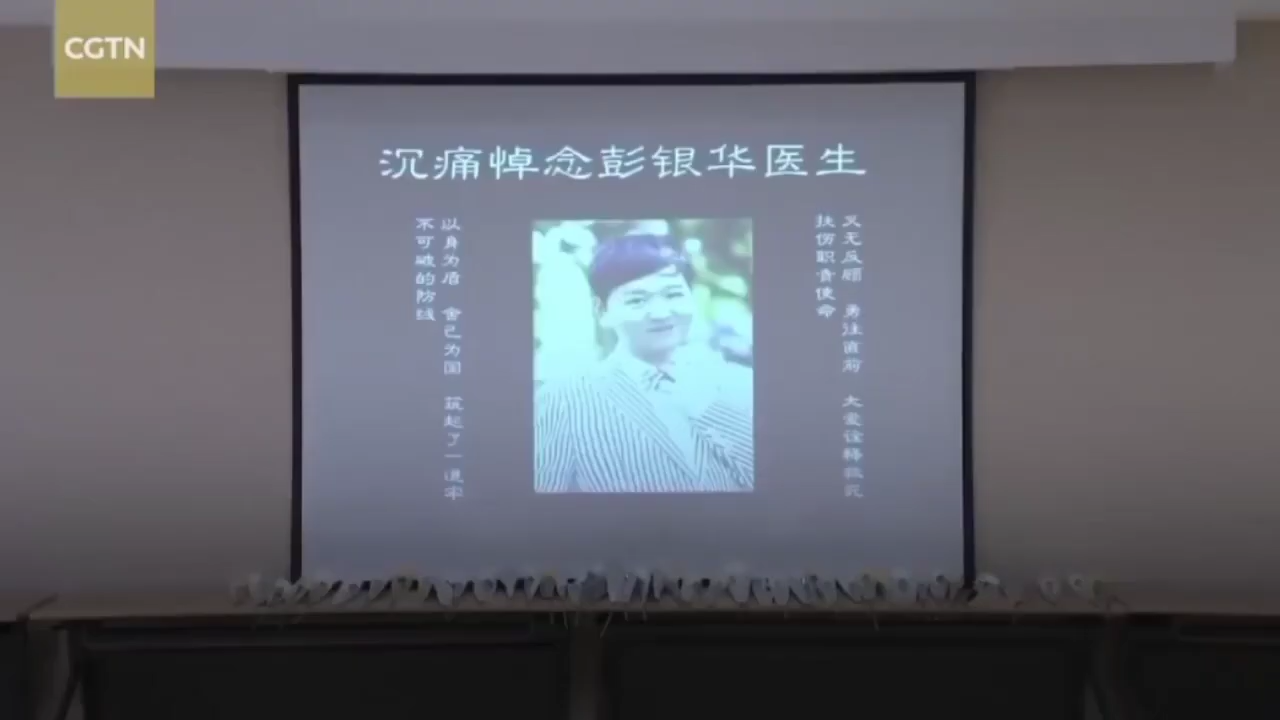 CGTN
沉痛悼念彭银华医生
义无反顾 勇往直前 大爱诠释救死
扶伤职责使命
以身为盾 舍己为国 筑起了一道牢
不可破的防线